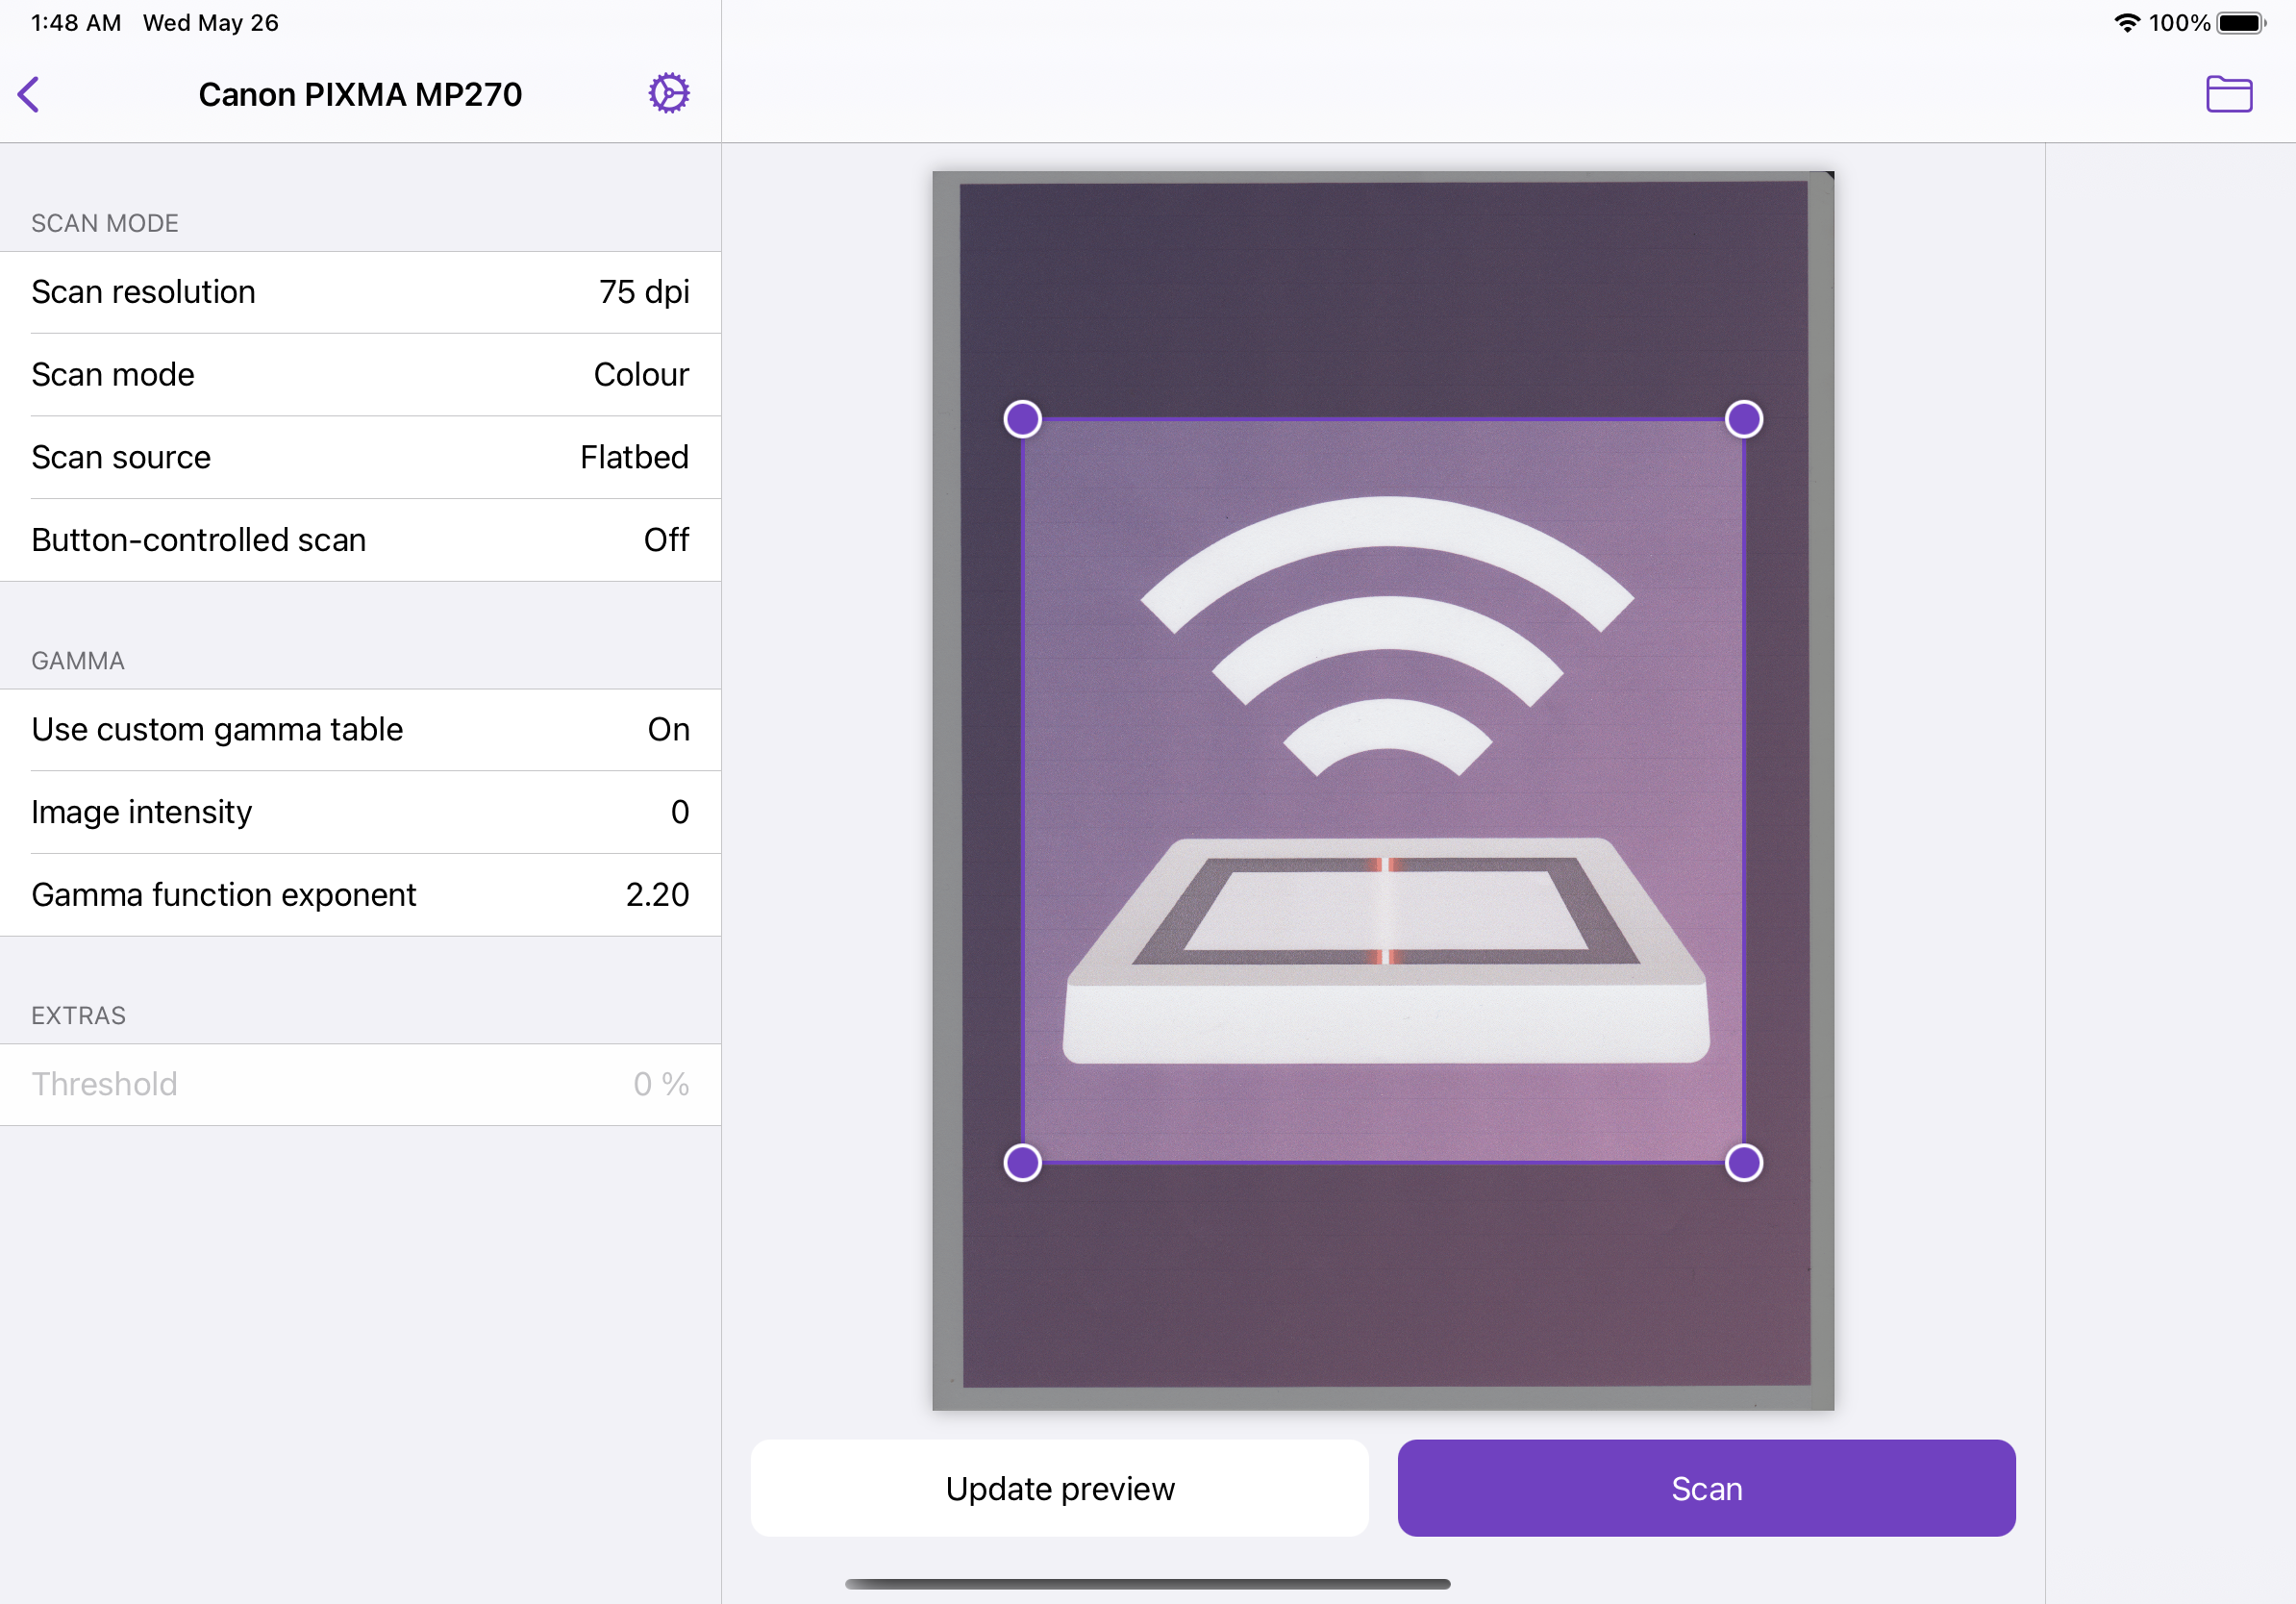 1:48 AM Wed May 26
100%
Canon PIXMA MP270
SCAN MODE
Scan resolution 75 dpi
Scan mode Colour
Scan source Flatbed
Button-controlled scan Off
GAMMA
Use custom gamma table On
Image intensity 0
Gamma function exponent 2.20
EXTRAS
Threshold 0 %
Update preview
Scan